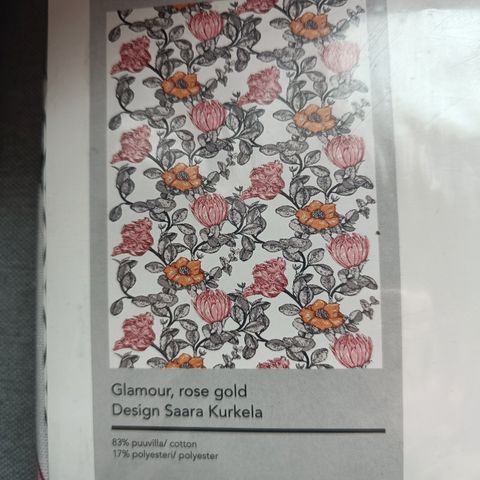 Glamour, rose gold
Design Saara Kurkela
83% puuvilla/ cotton
17% polyesteri/ polyester